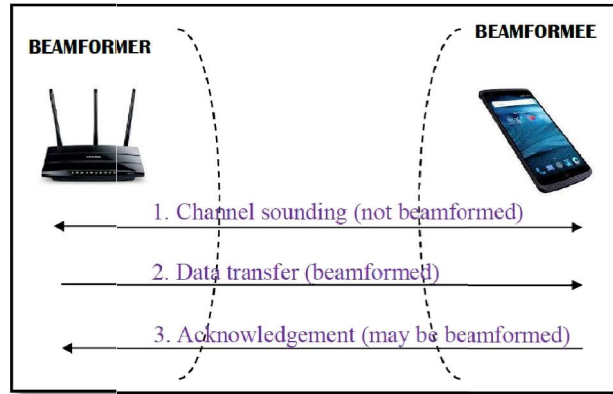 BEAMFORMER
BEAMFORMEE
1. Channel sounding (not beamformed)
2. Data transfer (beamformed)
3. Acknowledgement (may be beamformed)